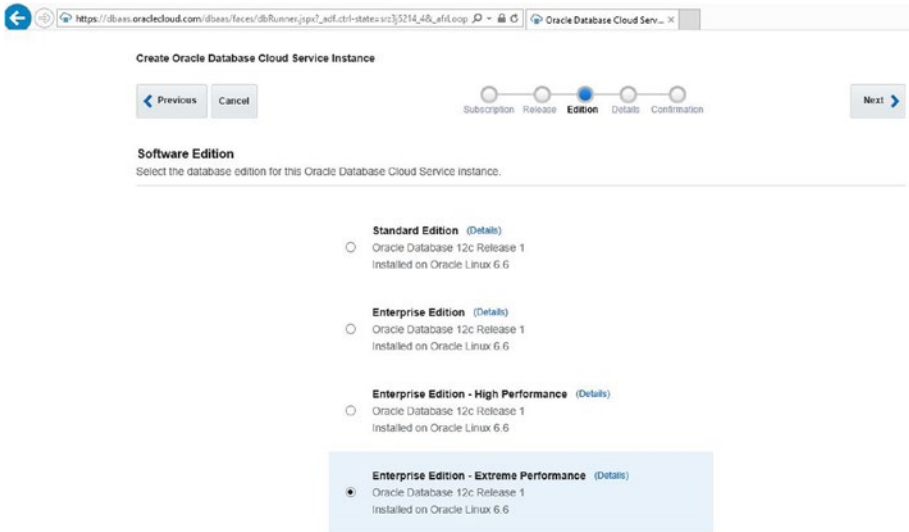 https://dbaas.oraclecloud.com/dbaas/faces/dbRunner.jspx?_adf.ctrl-state=srz3j5214_4&_afrLoop
Oracle Database Cloud Serv...
Create Oracle Database Cloud Service Instance
Previous Cancel
Next
Subscription Release Edition Details Confirmation
Software Edition
Select the database edition for this Oracle Database Cloud Service instance.
Standard Edition (Details)
Oracle Database 12c Release 1
Installed on Oracle Linux 6.6
Enterprise Edition (Details)
Oracle Database 12c Release 1
Installed on Oracle Linux 6.6
Enterprise Edition - High Performance (Details)
Oracle Database 12c Release 1
Installed on Oracle Linux 6.6
Enterprise Edition - Extreme Performance (Details)
Oracle Database 12c Release 1
Installed on Oracle Linux 6.6